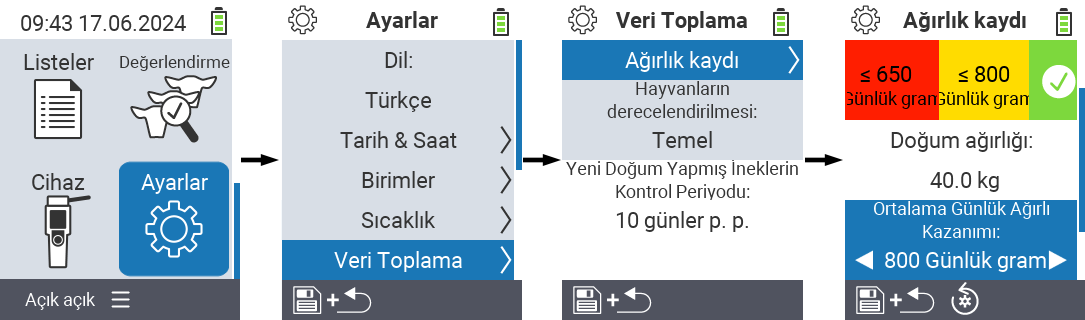 09:43 17.06.2024
Listeler
Değerlendirme
Cihaz
Ayarlar
Açık açık
Ayarlar
Dil:
Türkçe
Tarih & Saat
Birimler
Sıcaklık
Veri Toplama
+
Veri Toplama
Ağırlık kaydı
Hayvanların
derecelendirilmesi:
Temel
Yeni Doğum Yapmış İneklerin
Kontrol Periyodu:
10 günler p. p.
+
Ağırlık kaydı
≤ 650
Günlük gram
≤ 800
Günlük gram
Doğum ağırlığı:
40.0 kg
Ortalama Günlük Ağırlı
Kazanımı:
800 Günlük gram
+